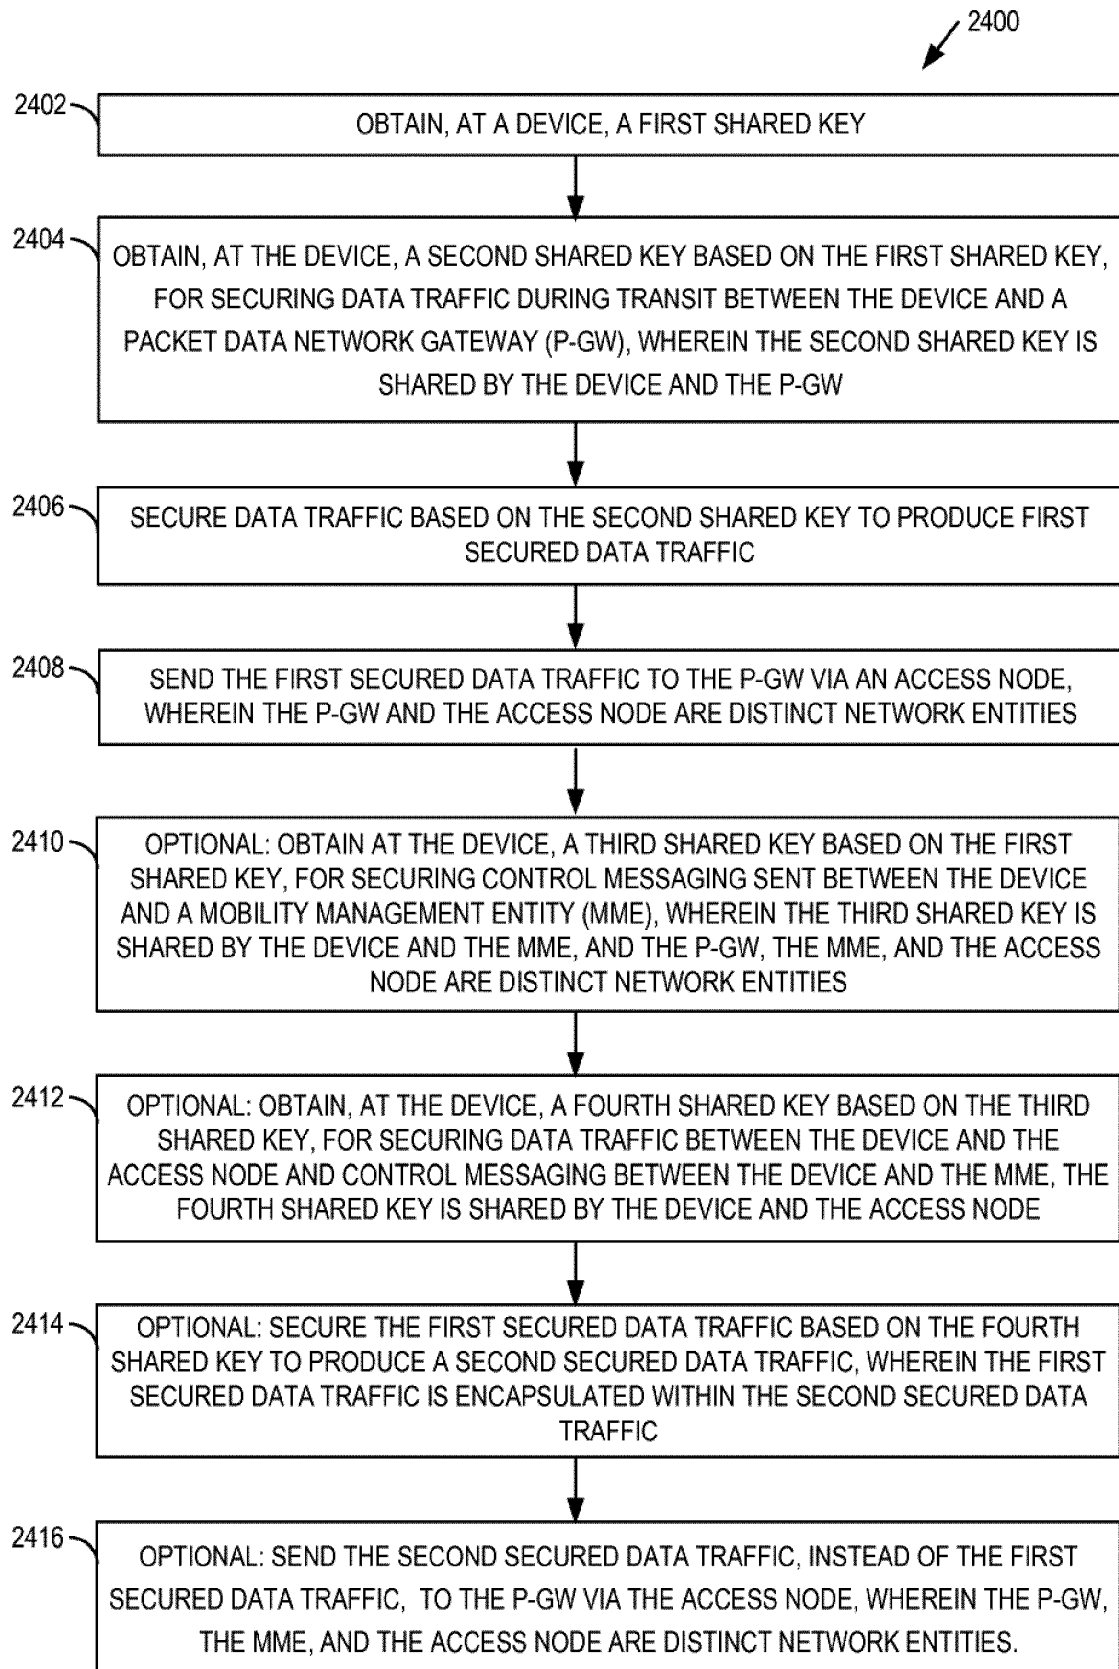 2400
2402
OBTAIN, AT A DEVICE, A FIRST SHARED KEY
2404
OBTAIN, AT THE DEVICE, A SECOND SHARED KEY BASED ON THE FIRST SHARED KEY,
FOR SECURING DATA TRAFFIC DURING TRANSIT BETWEEN THE DEVICE AND A
PACKET DATA NETWORK GATEWAY (P-GW), WHEREIN THE SECOND SHARED KEY IS
SHARED BY THE DEVICE AND THE P-GW
2406
SECURE DATA TRAFFIC BASED ON THE SECOND SHARED KEY TO PRODUCE FIRST
SECURED DATA TRAFFIC
2408
SEND THE FIRST SECURED DATA TRAFFIC TO THE P-GW VIA AN ACCESS NODE,
WHEREIN THE P-GW AND THE ACCESS NODE ARE DISTINCT NETWORK ENTITIES
2410
OPTIONAL: OBTAIN AT THE DEVICE, A THIRD SHARED KEY BASED ON THE FIRST
SHARED KEY, FOR SECURING CONTROL MESSAGING SENT BETWEEN THE DEVICE
AND A MOBILITY MANAGEMENT ENTITY (MME), WHEREIN THE THIRD SHARED KEY IS
SHARED BY THE DEVICE AND THE MME, AND THE P-GW, THE MME, AND THE ACCESS
NODE ARE DISTINCT NETWORK ENTITIES
2412
OPTIONAL: OBTAIN, AT THE DEVICE, A FOURTH SHARED KEY BASED ON THE THIRD
SHARED KEY, FOR SECURING DATA TRAFFIC BETWEEN THE DEVICE AND THE
ACCESS NODE AND CONTROL MESSAGING BETWEEN THE DEVICE AND THE MME, THE
FOURTH SHARED KEY IS SHARED BY THE DEVICE AND THE ACCESS NODE
2414
OPTIONAL: SECURE THE FIRST SECURED DATA TRAFFIC BASED ON THE FOURTH
SHARED KEY TO PRODUCE A SECOND SECURED DATA TRAFFIC, WHEREIN THE FIRST
SECURED DATA TRAFFIC IS ENCAPSULATED WITHIN THE SECOND SECURED DATA
TRAFFIC
2416
OPTIONAL: SEND THE SECOND SECURED DATA TRAFFIC, INSTEAD OF THE FIRST
SECURED DATA TRAFFIC, TO THE P-GW VIA THE ACCESS NODE, WHEREIN THE P-GW,
THE MME, AND THE ACCESS NODE ARE DISTINCT NETWORK ENTITIES.